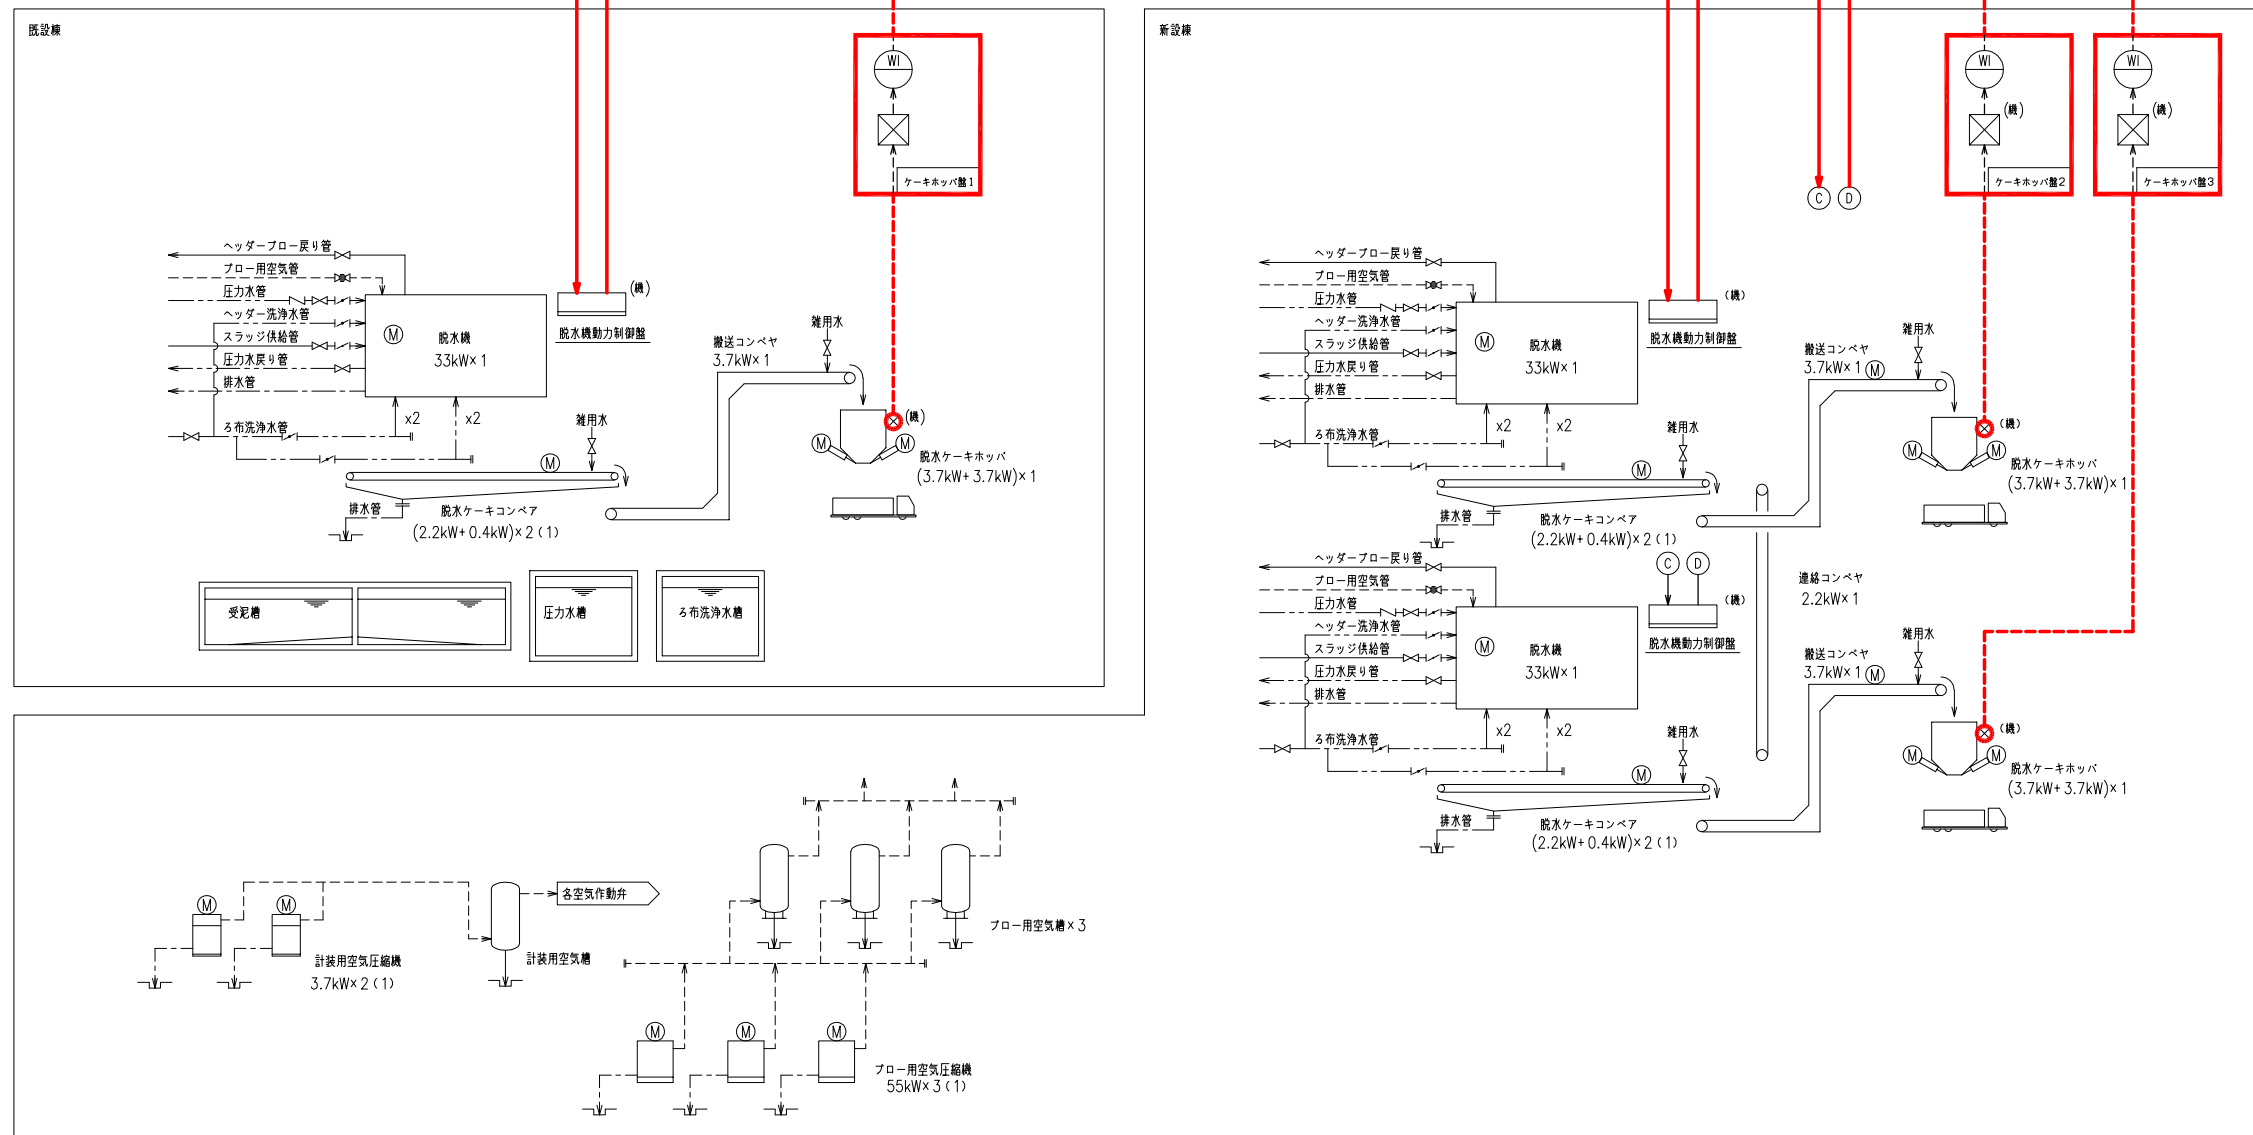 既設棟
WI
ケーキホッパ盤1
ヘッダーブロー戻り管
ブロー用空気管
圧力水管
ヘッダー洗浄水管
スラッジ供給管
圧力水戻り管
排水管
ろ布洗浄水管
M
脱水機
33kW×1
x2
x2
(機)
脱水機動力制御盤
搬送コンベヤ
3.7kW×1
雑用水
(機)
M
M
脱水ケーキホッパ
(3.7kW+3.7kW)×1
雑用水
M
排水管
脱水ケーキコンベア
(2.2kW+0.4kW)×2(1)
受泥槽
圧力水槽
ろ布洗浄水槽
新設棟
WI
(機)
ケーキホッパ盤2
WI
(機)
ケーキホッパ盤3
C
D
ヘッダーブロー戻り管
ブロー用空気管
圧力水管
ヘッダー洗浄水管
スラッジ供給管
圧力水戻り管
排水管
ろ布洗浄水管
M
脱水機
33kW×1
x2
x2
(機)
脱水機動力制御盤
搬送コンベヤ
3.7kW×1
M
雑用水
(機)
M
M
脱水ケーキホッパ
(3.7kW+3.7kW)×1
雑用水
M
排水管
脱水ケーキコンベア
(2.2kW+0.4kW)×2(1)
ヘッダーブロー戻り管
ブロー用空気管
圧力水管
ヘッダー洗浄水管
スラッジ供給管
圧力水戻り管
排水管
ろ布洗浄水管
M
脱水機
33kW×1
x2
x2
C
D
(機)
脱水機動力制御盤
連絡コンベヤ
2.2kW×1
搬送コンベヤ
3.7kW×1
M
雑用水
(機)
M
M
脱水ケーキホッパ
(3.7kW+3.7kW)×1
雑用水
M
排水管
脱水ケーキコンベア
(2.2kW+0.4kW)×2(1)
M
M
計装用空気圧縮機
3.7kW×2(1)
各空気作動弁
計装用空気槽
ブロー用空気槽×3
M
M
M
ブロー用空気圧縮機
55kW×3(1)